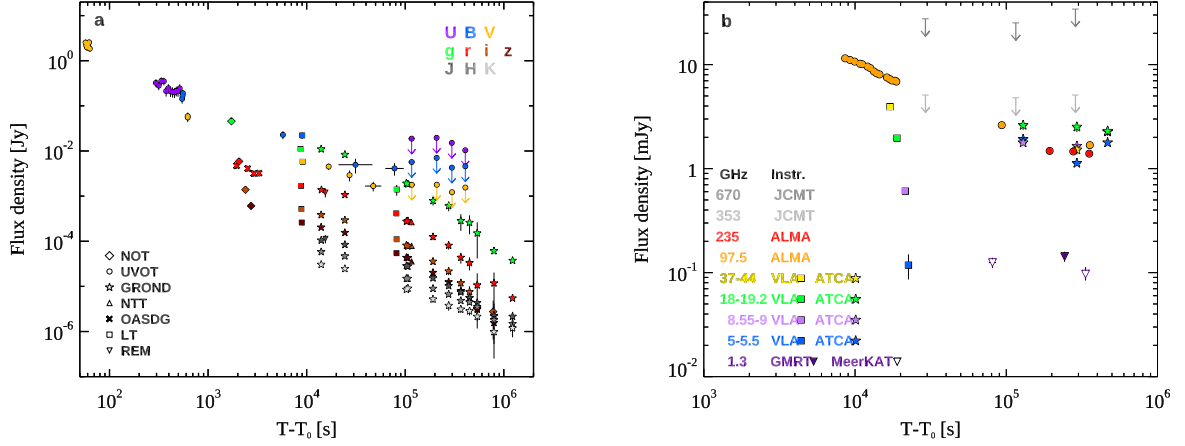 a
U B V
g r i z
J H K
10^0
10^-2
10^-4
10^-6
Flux density [Jy]
NOT
UVOT
GROND
NTT
OASDG
LT
REM
10^2 10^3 10^4 10^5 10^6
T-T_0 [s]
b
10
1
10^-1
10^-2
Flux density [mJy]
GHz Instr.
670 JCMT
353 JCMT
235 ALMA
97.5 ALMA
37-44 VLA ATCA
18-19.2 VLA ATCA
8.55-9 VLA ATCA
5-5.5 VLA ATCA
1.3 GMRT MeerKAT
10^3 10^4 10^5 10^6
T-T_0 [s]